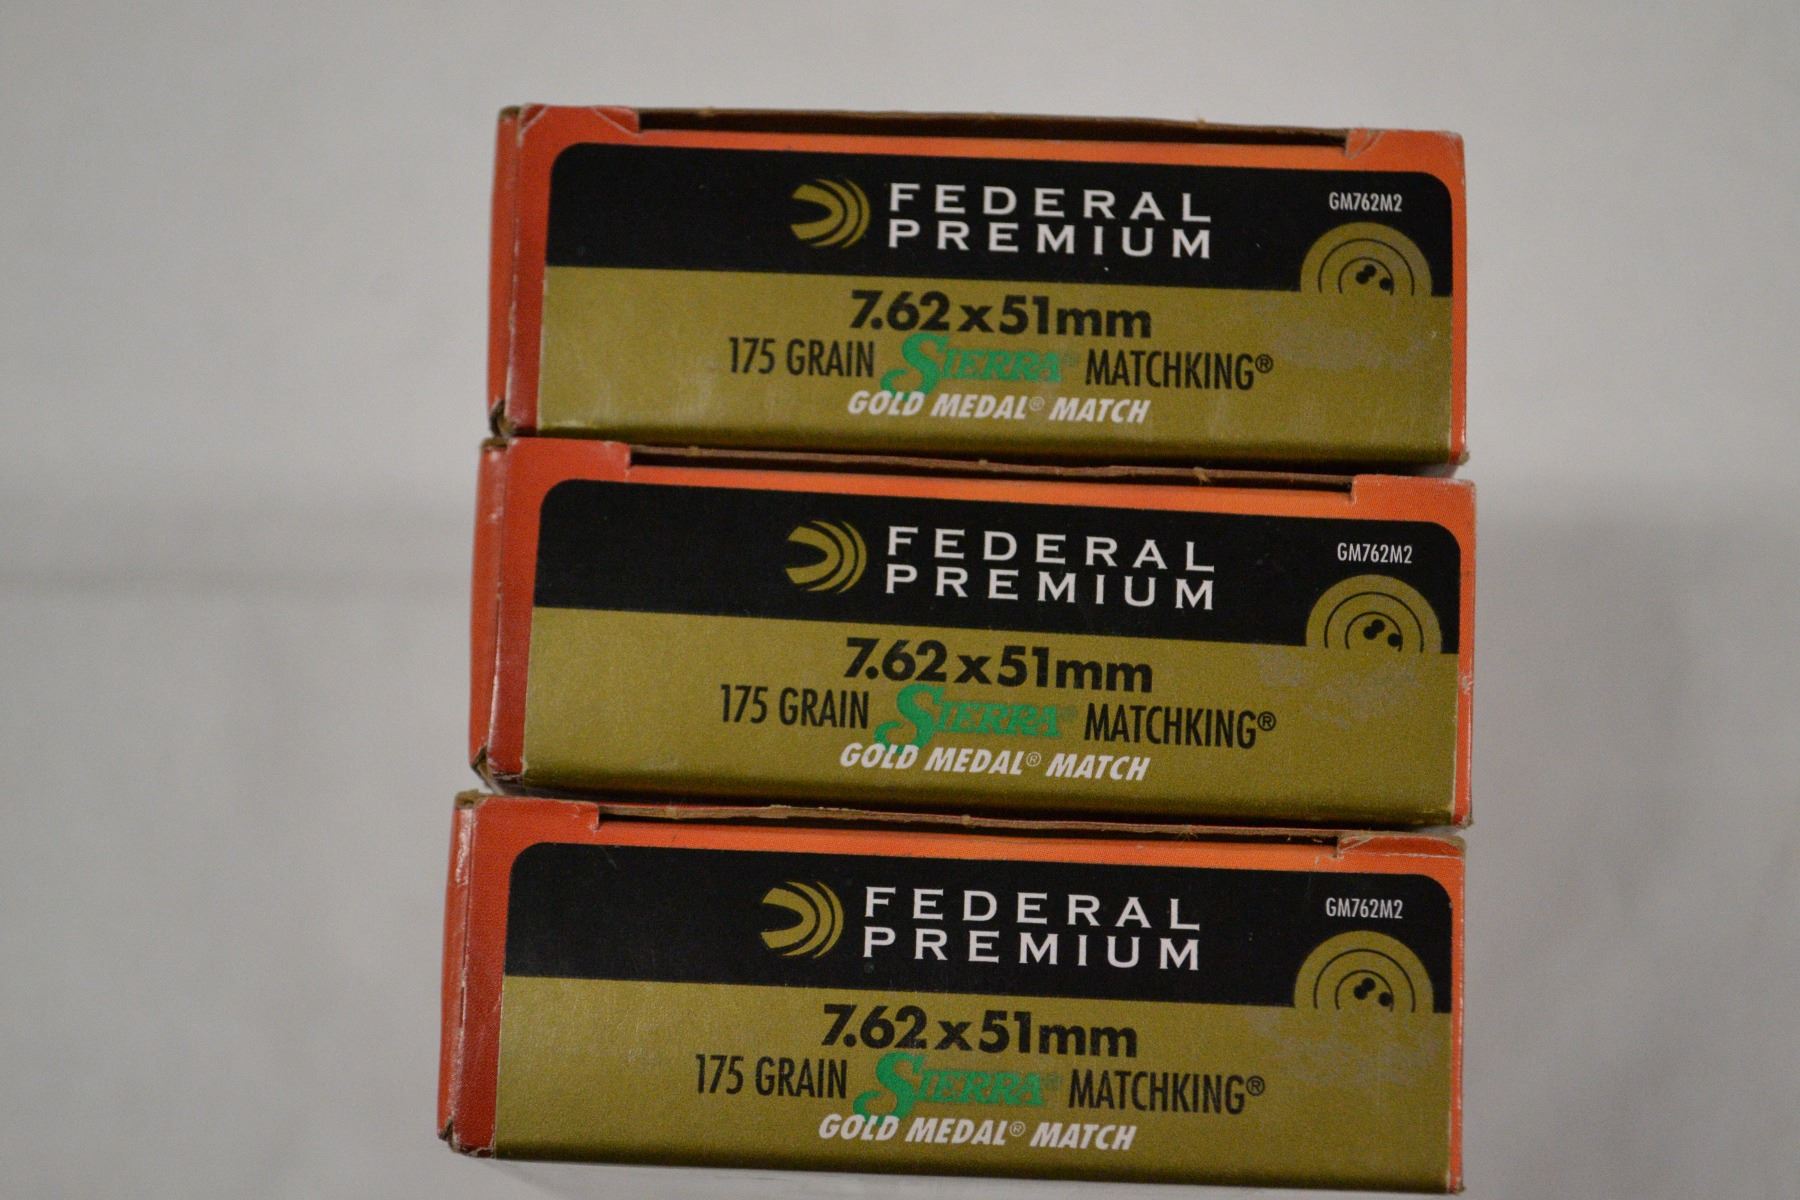 FEDERAL
PREMIUM
GM762M2
7.62x51mm
175 GRAIN SIERRA® MATCHKING®
GOLD MEDAL® MATCH
FEDERAL
PREMIUM
GM762M2
7.62x51mm
175 GRAIN SIERRA® MATCHKING®
GOLD MEDAL® MATCH
FEDERAL
PREMIUM
GM762M2
7.62x51mm
175 GRAIN SIERRA® MATCHKING®
GOLD MEDAL® MATCH